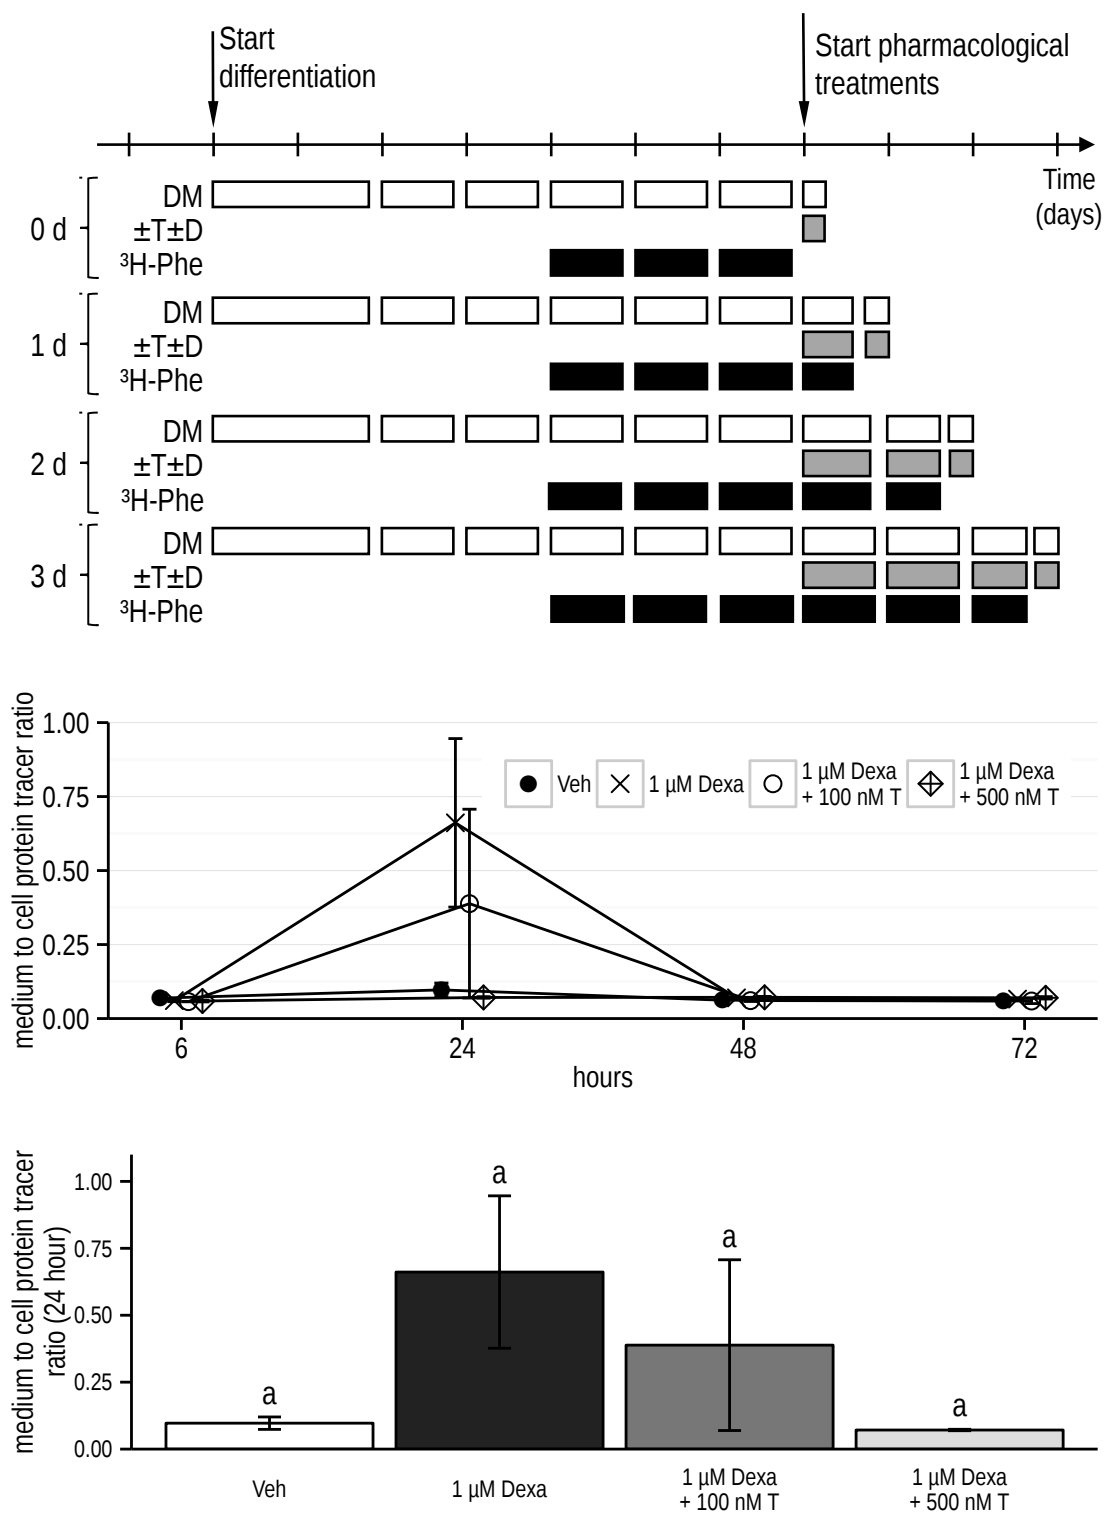 Start
differentiation
Start pharmacological
treatments
Time
(days)
0 d
DM
±T±D
³H-Phe
1 d
DM
±T±D
³H-Phe
2 d
DM
±T±D
³H-Phe
3 d
DM
±T±D
³H-Phe
medium to cell protein tracer ratio
1.00
0.75
0.50
0.25
0.00
Veh
1 µM Dexa
1 µM Dexa
+ 100 nM T
1 µM Dexa
+ 500 nM T
6
24
48
72
hours
medium to cell protein tracer
ratio (24 hour)
1.00
0.75
0.50
0.25
0.00
a
a
a
a
Veh
1 µM Dexa
1 µM Dexa
+ 100 nM T
1 µM Dexa
+ 500 nM T